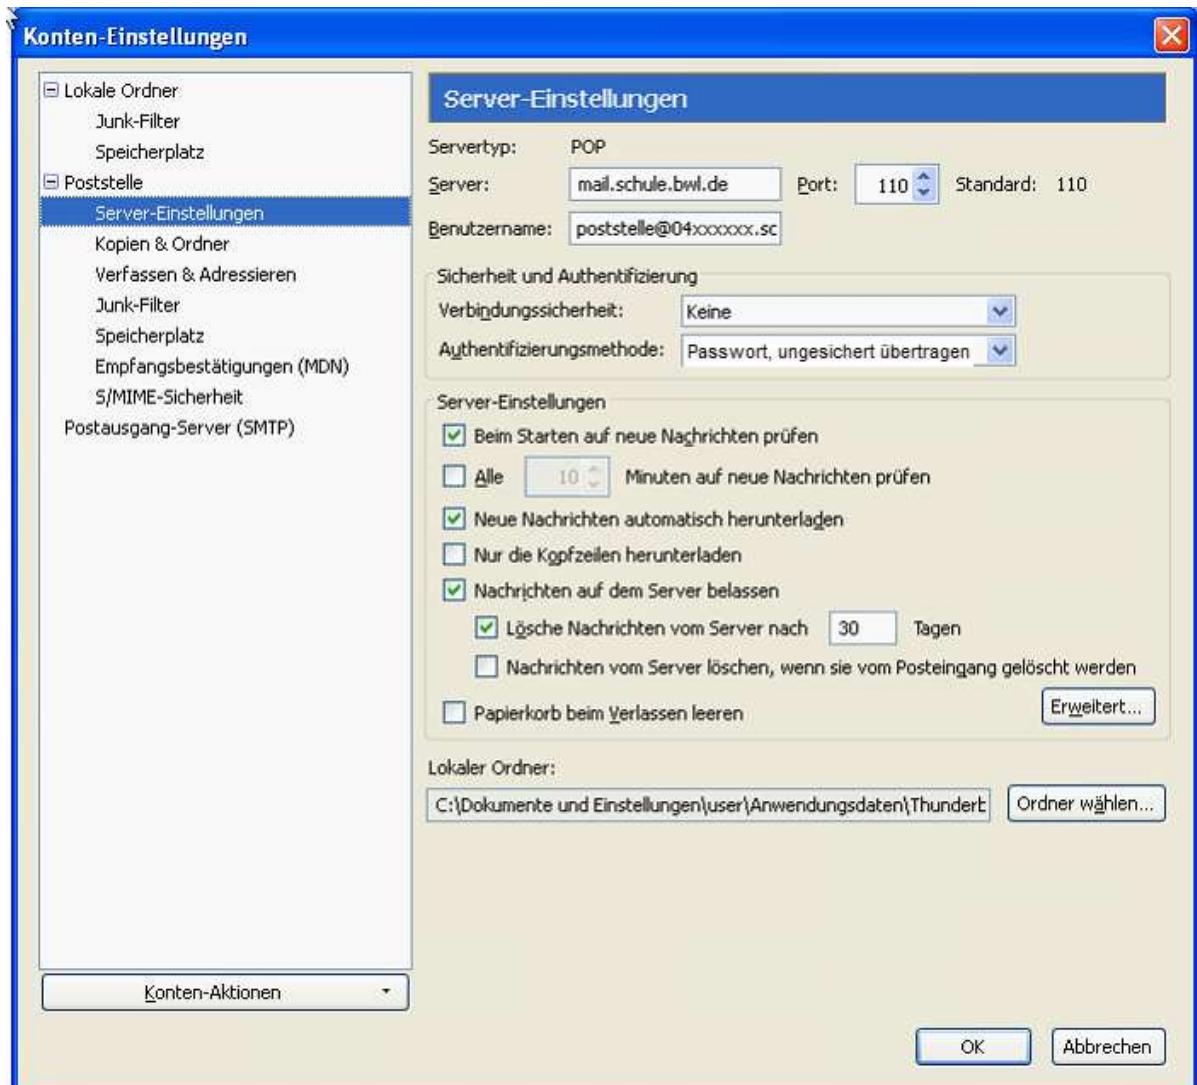 Konten-Einstellungen
Lokale Ordner
Junk-Filter
Speicherplatz
Poststelle
Server-Einstellungen
Kopien & Ordner
Verfassen & Adressieren
Junk-Filter
Speicherplatz
Empfangsbestätigungen (MDN)
S/MIME-Sicherheit
Postausgang-Server (SMTP)
Konten-Aktionen
Server-Einstellungen
Servertyp: POP
Server: mail.schule.bwl.de Port: 110 Standard: 110
Benutzername: poststelle@04xxxxxx.sc
Sicherheit und Authentifizierung
Verbindungssicherheit: Keine
Authentifizierungsmethode: Passwort, ungesichert übertragen
Server-Einstellungen
Beim Starten auf neue Nachrichten prüfen
Alle 10 Minuten auf neue Nachrichten prüfen
Neue Nachrichten automatisch herunterladen
Nur die Kopfzeilen herunterladen
Nachrichten auf dem Server belassen
Lösche Nachrichten vom Server nach 30 Tagen
Nachrichten vom Server löschen, wenn sie vom Posteingang gelöscht werden
Papierkorb beim Verlassen leeren
Erweitert...
Lokaler Ordner:
C:\Dokumente und Einstellungen\user\Anwendungsdaten\Thunderb
Ordner wählen...
OK Abbrechen